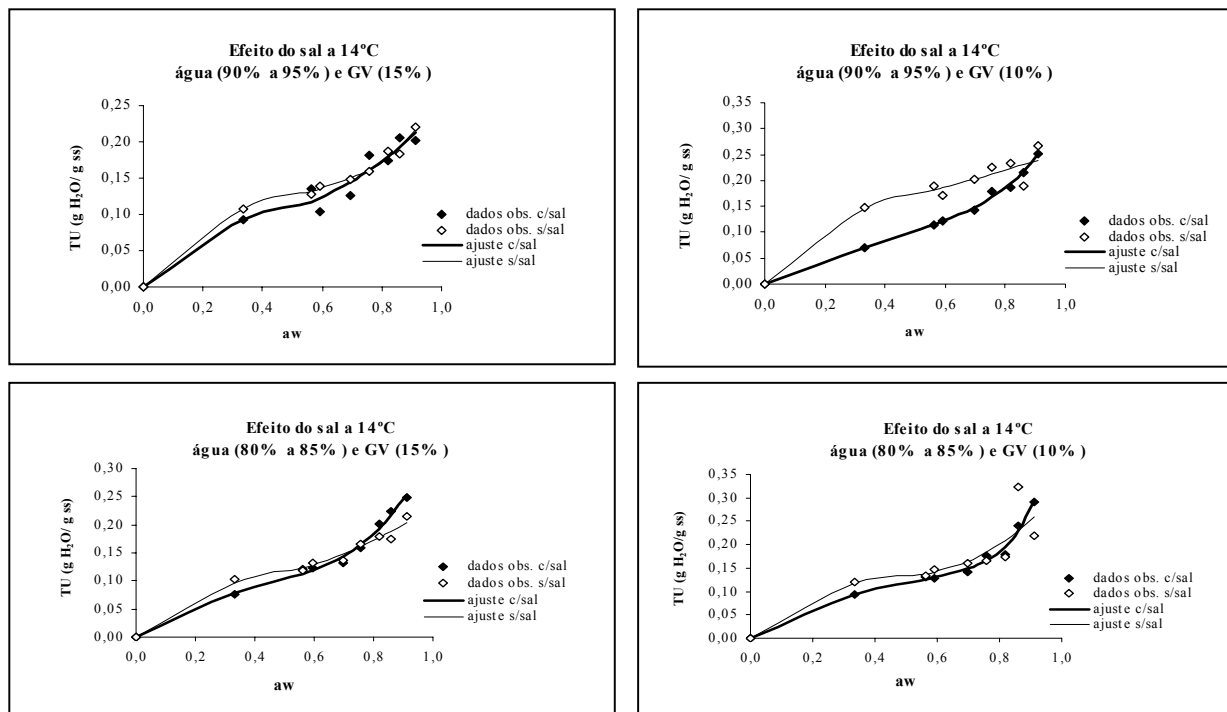 Efeito do sal a 14ºC
água (90% a 95%) e GV (15%)
TU (g H₂O/ g ss)
0,25
0,20
0,15
0,10
0,05
0,00
0,0 0,2 0,4 0,6 0,8 1,0
aw
dados obs. c/sal
dados obs. s/sal
ajuste c/sal
ajuste s/sal
Efeito do sal a 14ºC
água (90% a 95%) e GV (10%)
TU (g H₂O/ g ss)
0,35
0,30
0,25
0,20
0,15
0,10
0,05
0,00
0,0 0,2 0,4 0,6 0,8 1,0
aw
dados obs. c/sal
dados obs. s/sal
ajuste c/sal
ajuste s/sal
Efeito do sal a 14ºC
água (80% a 85%) e GV (15%)
TU (g H₂O/ g ss)
0,30
0,25
0,20
0,15
0,10
0,05
0,00
0,0 0,2 0,4 0,6 0,8 1,0
aw
dados obs. c/sal
dados obs. s/sal
ajuste c/sal
ajuste s/sal
Efeito do sal a 14ºC
água (80% a 85%) e GV (10%)
TU (g H₂O/g ss)
0,35
0,30
0,25
0,20
0,15
0,10
0,05
0,00
0,0 0,2 0,4 0,6 0,8 1,0
aw
dados obs. c/sal
dados obs. s/sal
ajuste c/sal
ajuste s/sal